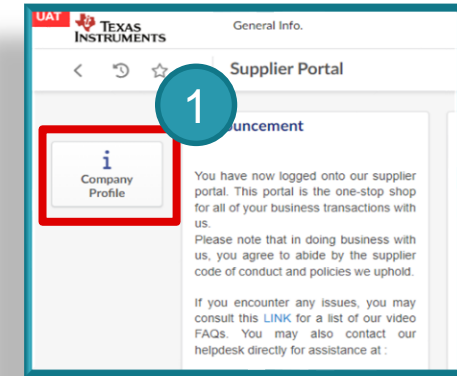 UAT
TEXAS
INSTRUMENTS
General Info.
Supplier Portal
1
uncement
i
Company
Profile
You have now logged onto our supplier
portal. This portal is the one-stop shop
for all of your business transactions with
us.
Please note that in doing business with
us, you agree to abide by the supplier
code of conduct and policies we uphold.
If you encounter any issues, you may
consult this LINK for a list of our video
FAQs. You may also contact our
helpdesk directly for assistance at :